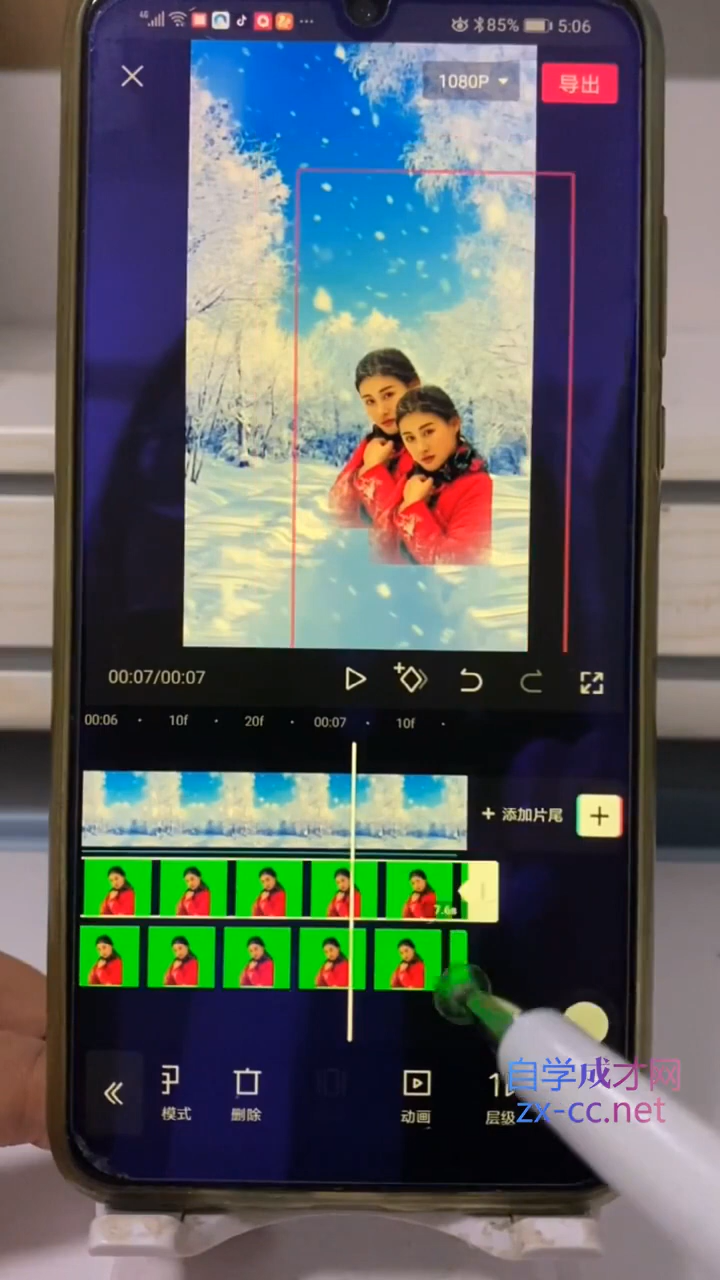 4G 85% 5:06
1080P 导出
00:07/00:07
00:06 10f 20f 00:07 10f
+ 添加片尾
7.6s
模式 删除 动画 层级
自学成才网
zx-cc.net